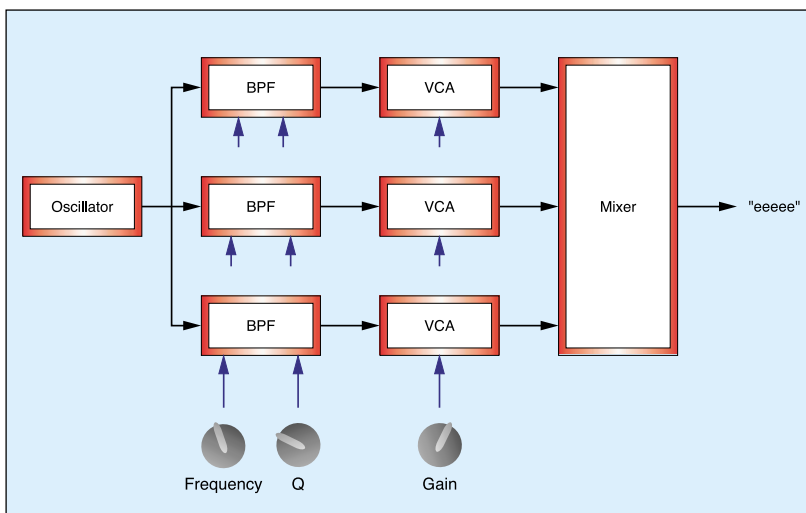 BPF
VCA
Oscillator
BPF
VCA
Mixer
"eeeee"
BPF
VCA
Frequency
Q
Gain